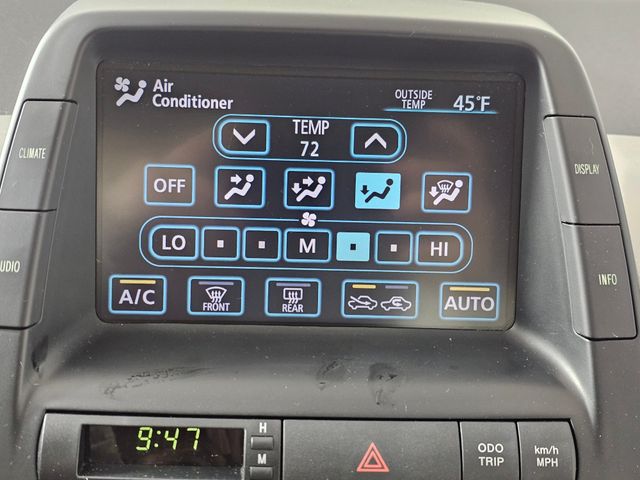 Air
Conditioner
OUTSIDE
TEMP
45°F
TEMP
72
CLIMATE
DISPLAY
OFF
LO
M
HI
AUDIO
INFO
A/C
FRONT
REAR
AUTO
9:47
H
M
ODO
TRIP
km/h
MPH